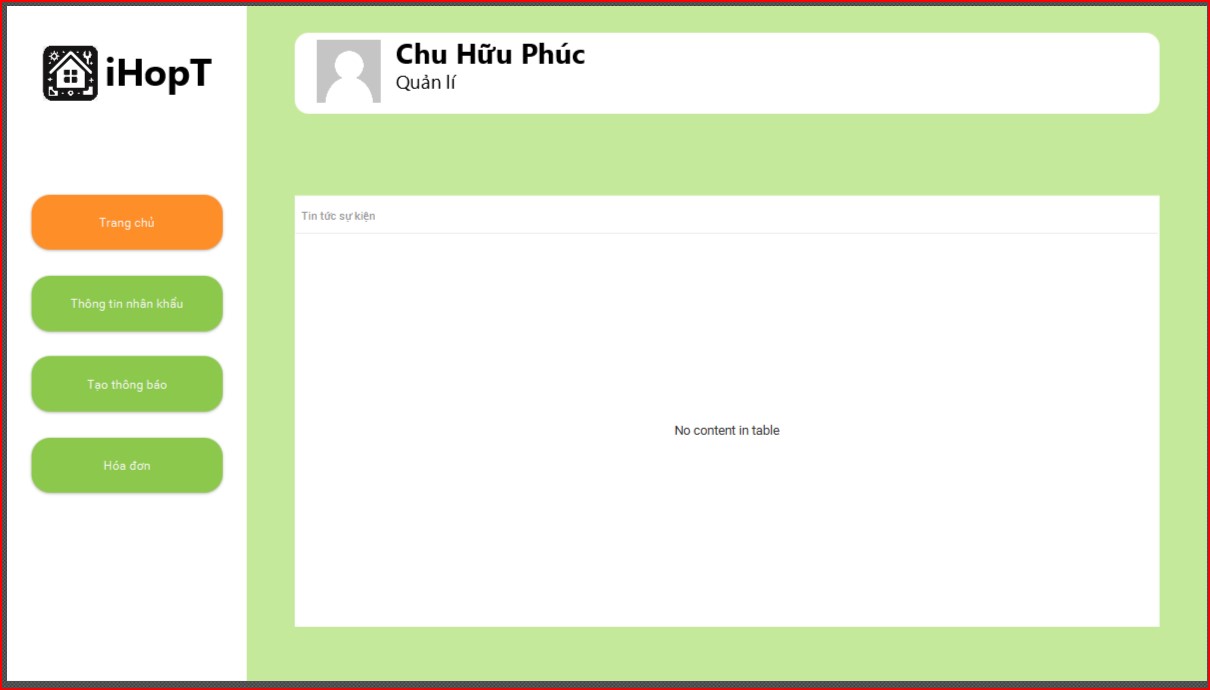 iHopT
Chu Hữu Phúc
Quản lí
Trang chủ
Thông tin nhân khẩu
Tạo thông báo
Hóa đơn
Tin tức sự kiện
No content in table